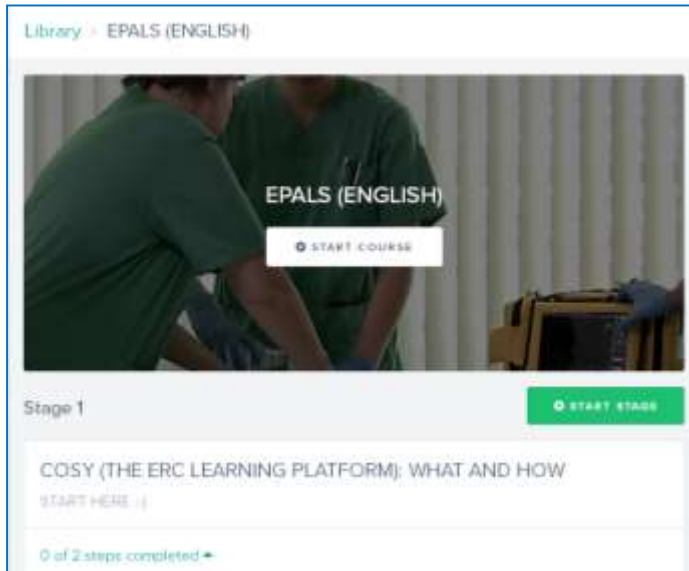 Library > EPALS (ENGLISH)
EPALS (ENGLISH)
START COURSE
Stage 1
START STAGE
COSY (THE ERC LEARNING PLATFORM): WHAT AND HOW
START HERE :-)
0 of 2 steps completed